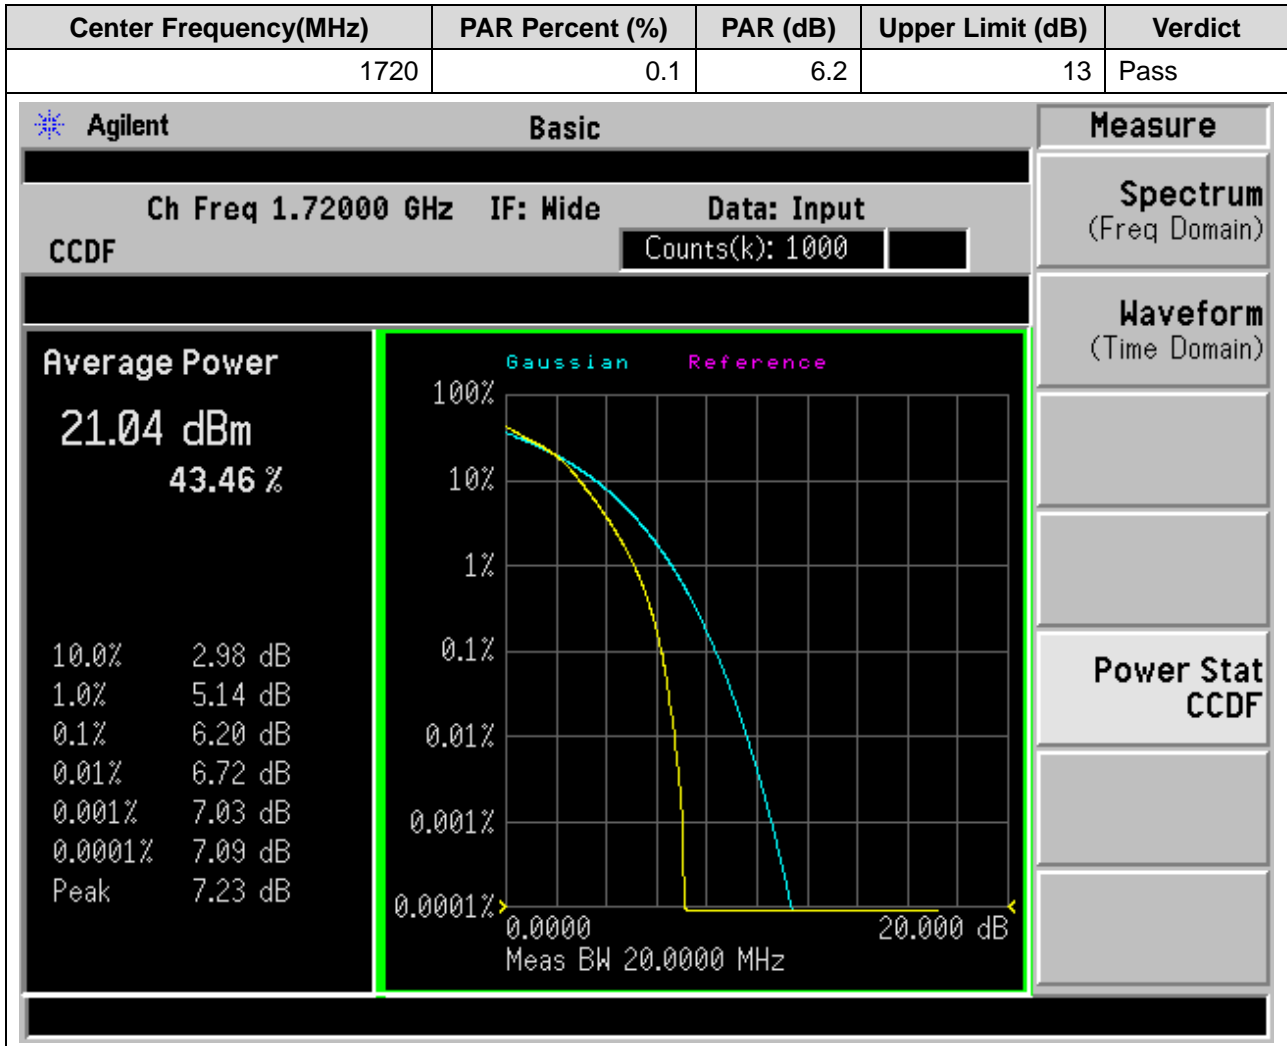 Center Frequency(MHz) PAR Percent (%) PAR (dB) Upper Limit (dB) Verdict
1720 0.1 6.2 13 Pass
Agilent Basic Measure
Ch Freq 1.72000 GHz IF: Wide Data: Input
CCDF Counts(k): 1000
Spectrum
(Freq Domain)
Waveform
(Time Domain)
Power Stat
CCDF
Average Power
21.04 dBm
43.46 %
10.0% 2.98 dB
1.0% 5.14 dB
0.1% 6.20 dB
0.01% 6.72 dB
0.001% 7.03 dB
0.0001% 7.09 dB
Peak 7.23 dB
Gaussian Reference
100%
10%
1%
0.1%
0.01%
0.001%
0.0001%
0.0000 20.000 dB
Meas BW 20.0000 MHz